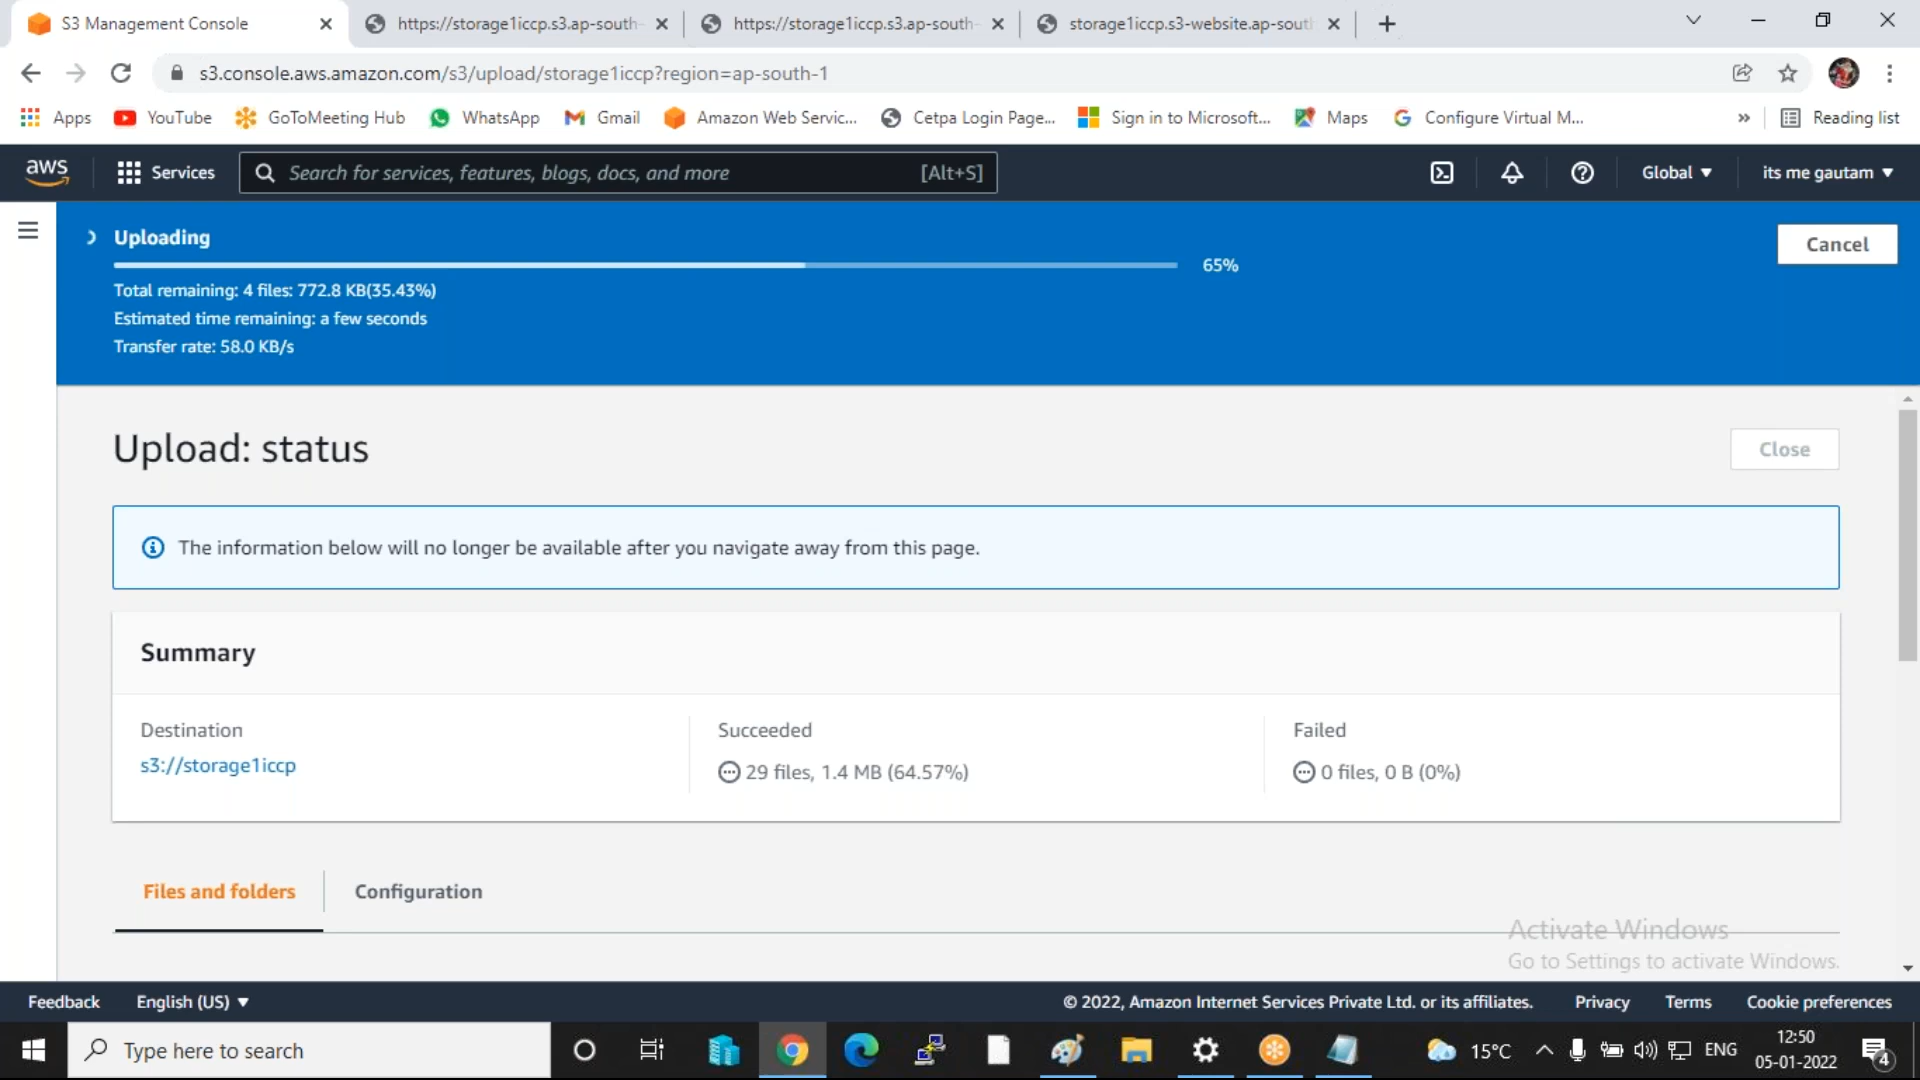 S3 Management Console
https://storage1iccp.s3.ap-south-
https://storage1iccp.s3.ap-south-
storage1iccp.s3-website.ap-south
s3.console.aws.amazon.com/s3/upload/storage1iccp?region=ap-south-1
Apps YouTube GoToMeeting Hub WhatsApp Gmail Amazon Web Servic... Cetpa Login Page... Sign in to Microsoft... Maps Configure Virtual M... » Reading list
aws Services Search for services, features, blogs, docs, and more [Alt+S] Global its me gautam
Uploading
Cancel
65%
Total remaining: 4 files: 772.8 KB(35.43%)
Estimated time remaining: a few seconds
Transfer rate: 58.0 KB/s
Upload: status
Close
The information below will no longer be available after you navigate away from this page.
Summary
Destination
s3://storage1iccp
Succeeded
29 files, 1.4 MB (64.57%)
Failed
0 files, 0 B (0%)
Files and folders Configuration
Activate Windows
Go to Settings to activate Windows.
Feedback English (US) © 2022, Amazon Internet Services Private Ltd. or its affiliates. Privacy Terms Cookie preferences
Type here to search
15°C
ENG
12:50
05-01-2022
4